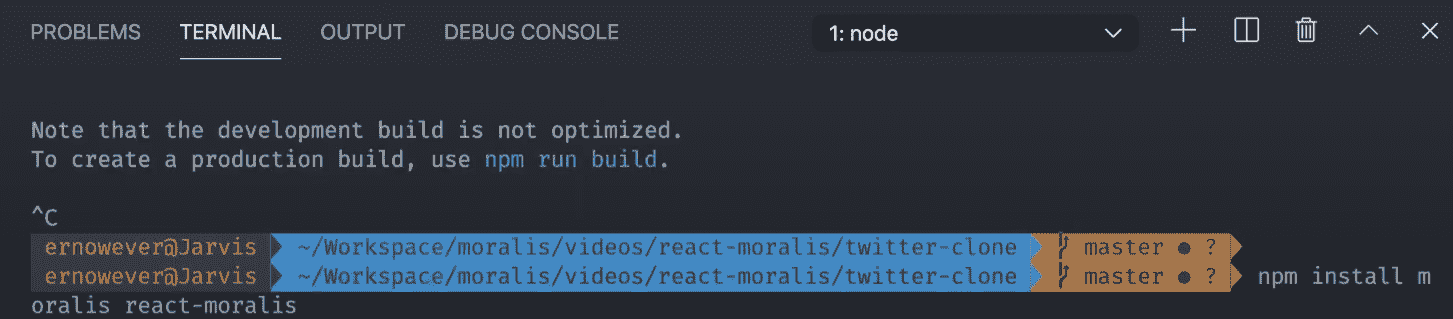 PROBLEMS TERMINAL OUTPUT DEBUG CONSOLE 1: node
Note that the development build is not optimized.
To create a production build, use npm run build.
^C
ernowever@Jarvis ~/Workspace/moralis/videos/react-moralis/twitter-clone master ● ?
ernowever@Jarvis ~/Workspace/moralis/videos/react-moralis/twitter-clone master ● ? npm install m
oralis react-moralis